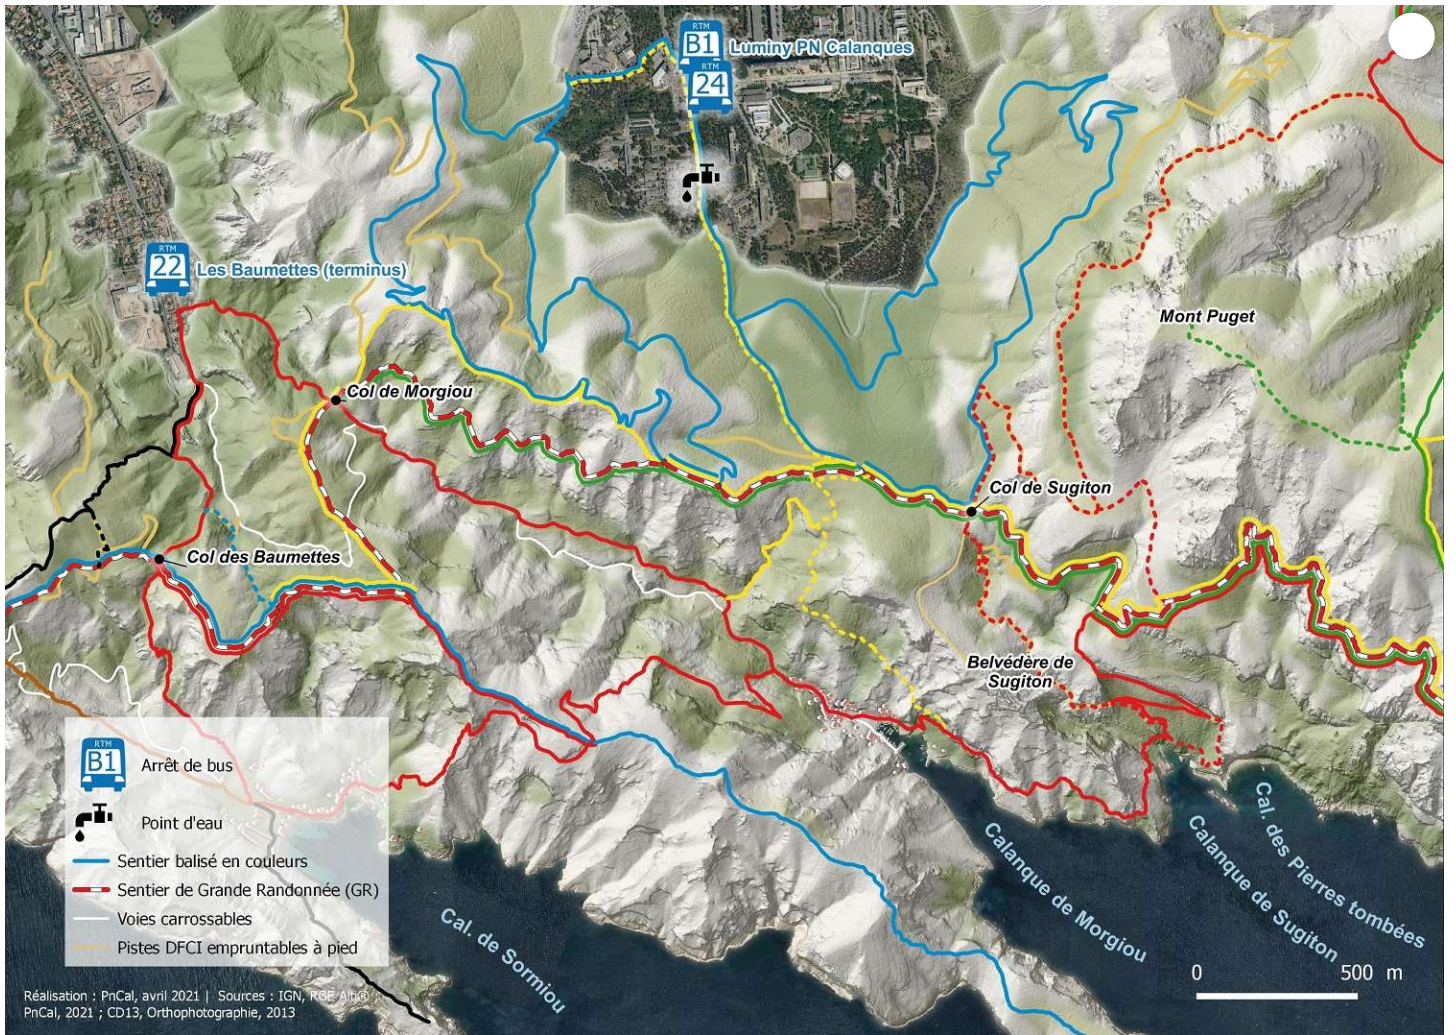 RTM
B1
Luminy PN Calanques
RTM
24
RTM
22
Les Baumettes (terminus)
Mont Puget
Col de Morgiou
Col de Sugiton
Col des Baumettes
Belvédère de
Sugiton
RTM
B1
Arrêt de bus
Point d'eau
Sentier balisé en couleurs
Sentier de Grande Randonnée (GR)
Voies carrossables
Pistes DFCI empruntables à pied
Cal. de Sormiou
Calanque de Morgiou
Calanque de Sugiton
Cal. des Pierres tombées
0 500 m
Réalisation : PnCal, avril 2021 | Sources : IGN, RGE Alti®
PnCal, 2021 ; CD13, Orthophotographie, 2013